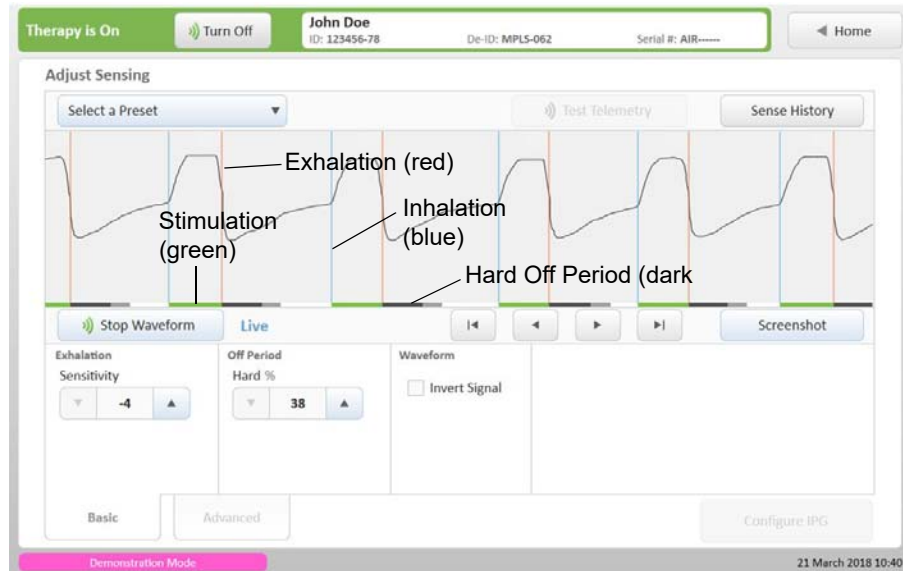 Therapy is On
Turn Off
John Doe
ID: 123456-78 De-ID: MPLS-062 Serial #: AIR------
Home
Adjust Sensing
Select a Preset
Test Telemetry
Sense History
Exhalation (red)
Stimulation
(green)
Inhalation
(blue)
Hard Off Period (dark
Stop Waveform
Live
Screenshot
Exhalation
Sensitivity
-4
Off Period
Hard %
38
Waveform
Invert Signal
Basic
Advanced
Configure IPG
Demonstration Mode
21 March 2018 10:40